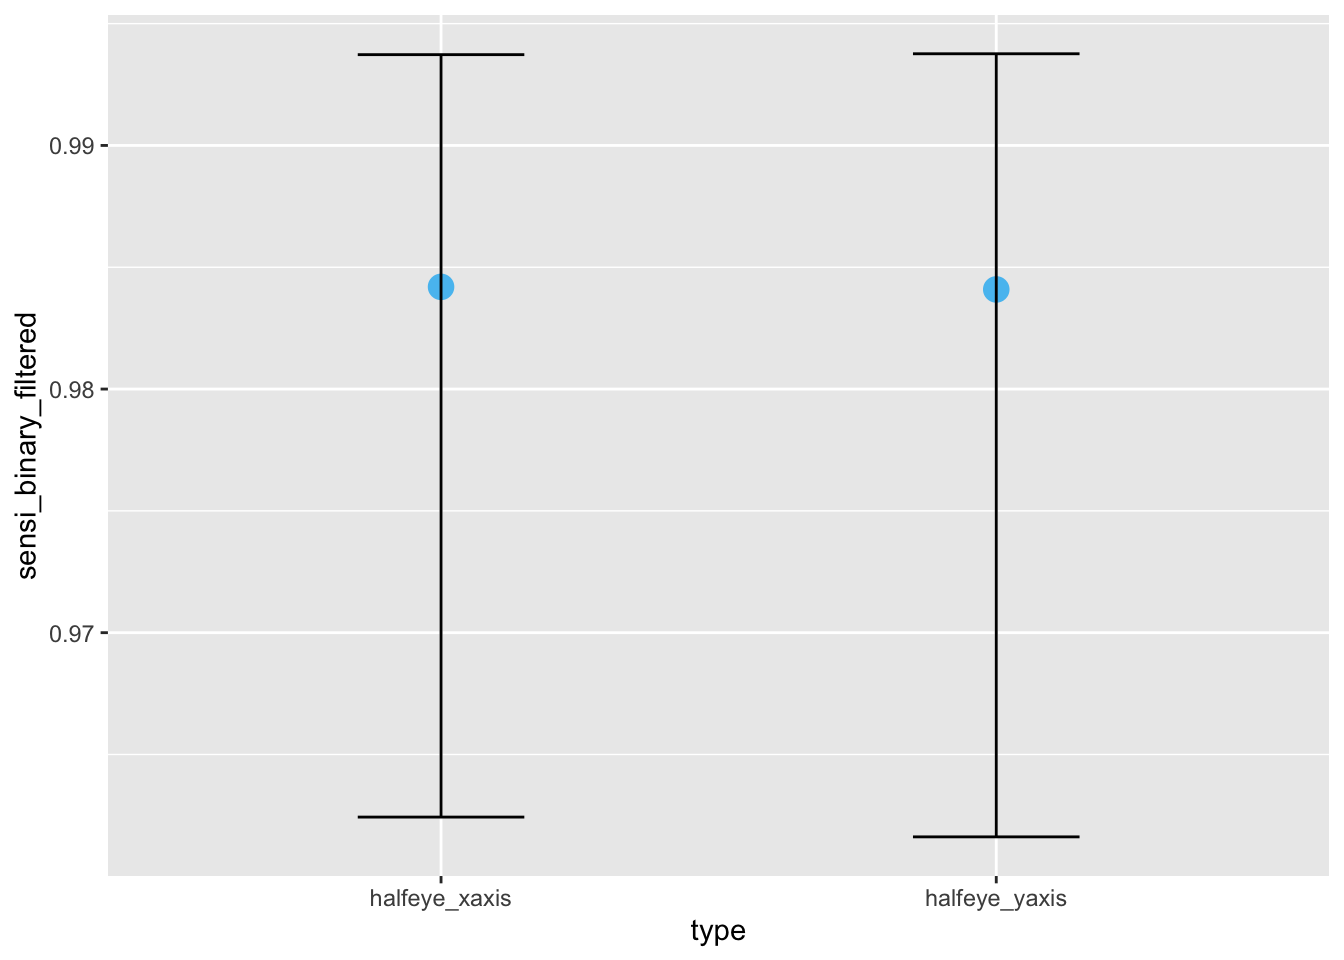 sensi_binary_filtered
0.99
0.98
0.97
halfeye_xaxis
halfeye_yaxis
type